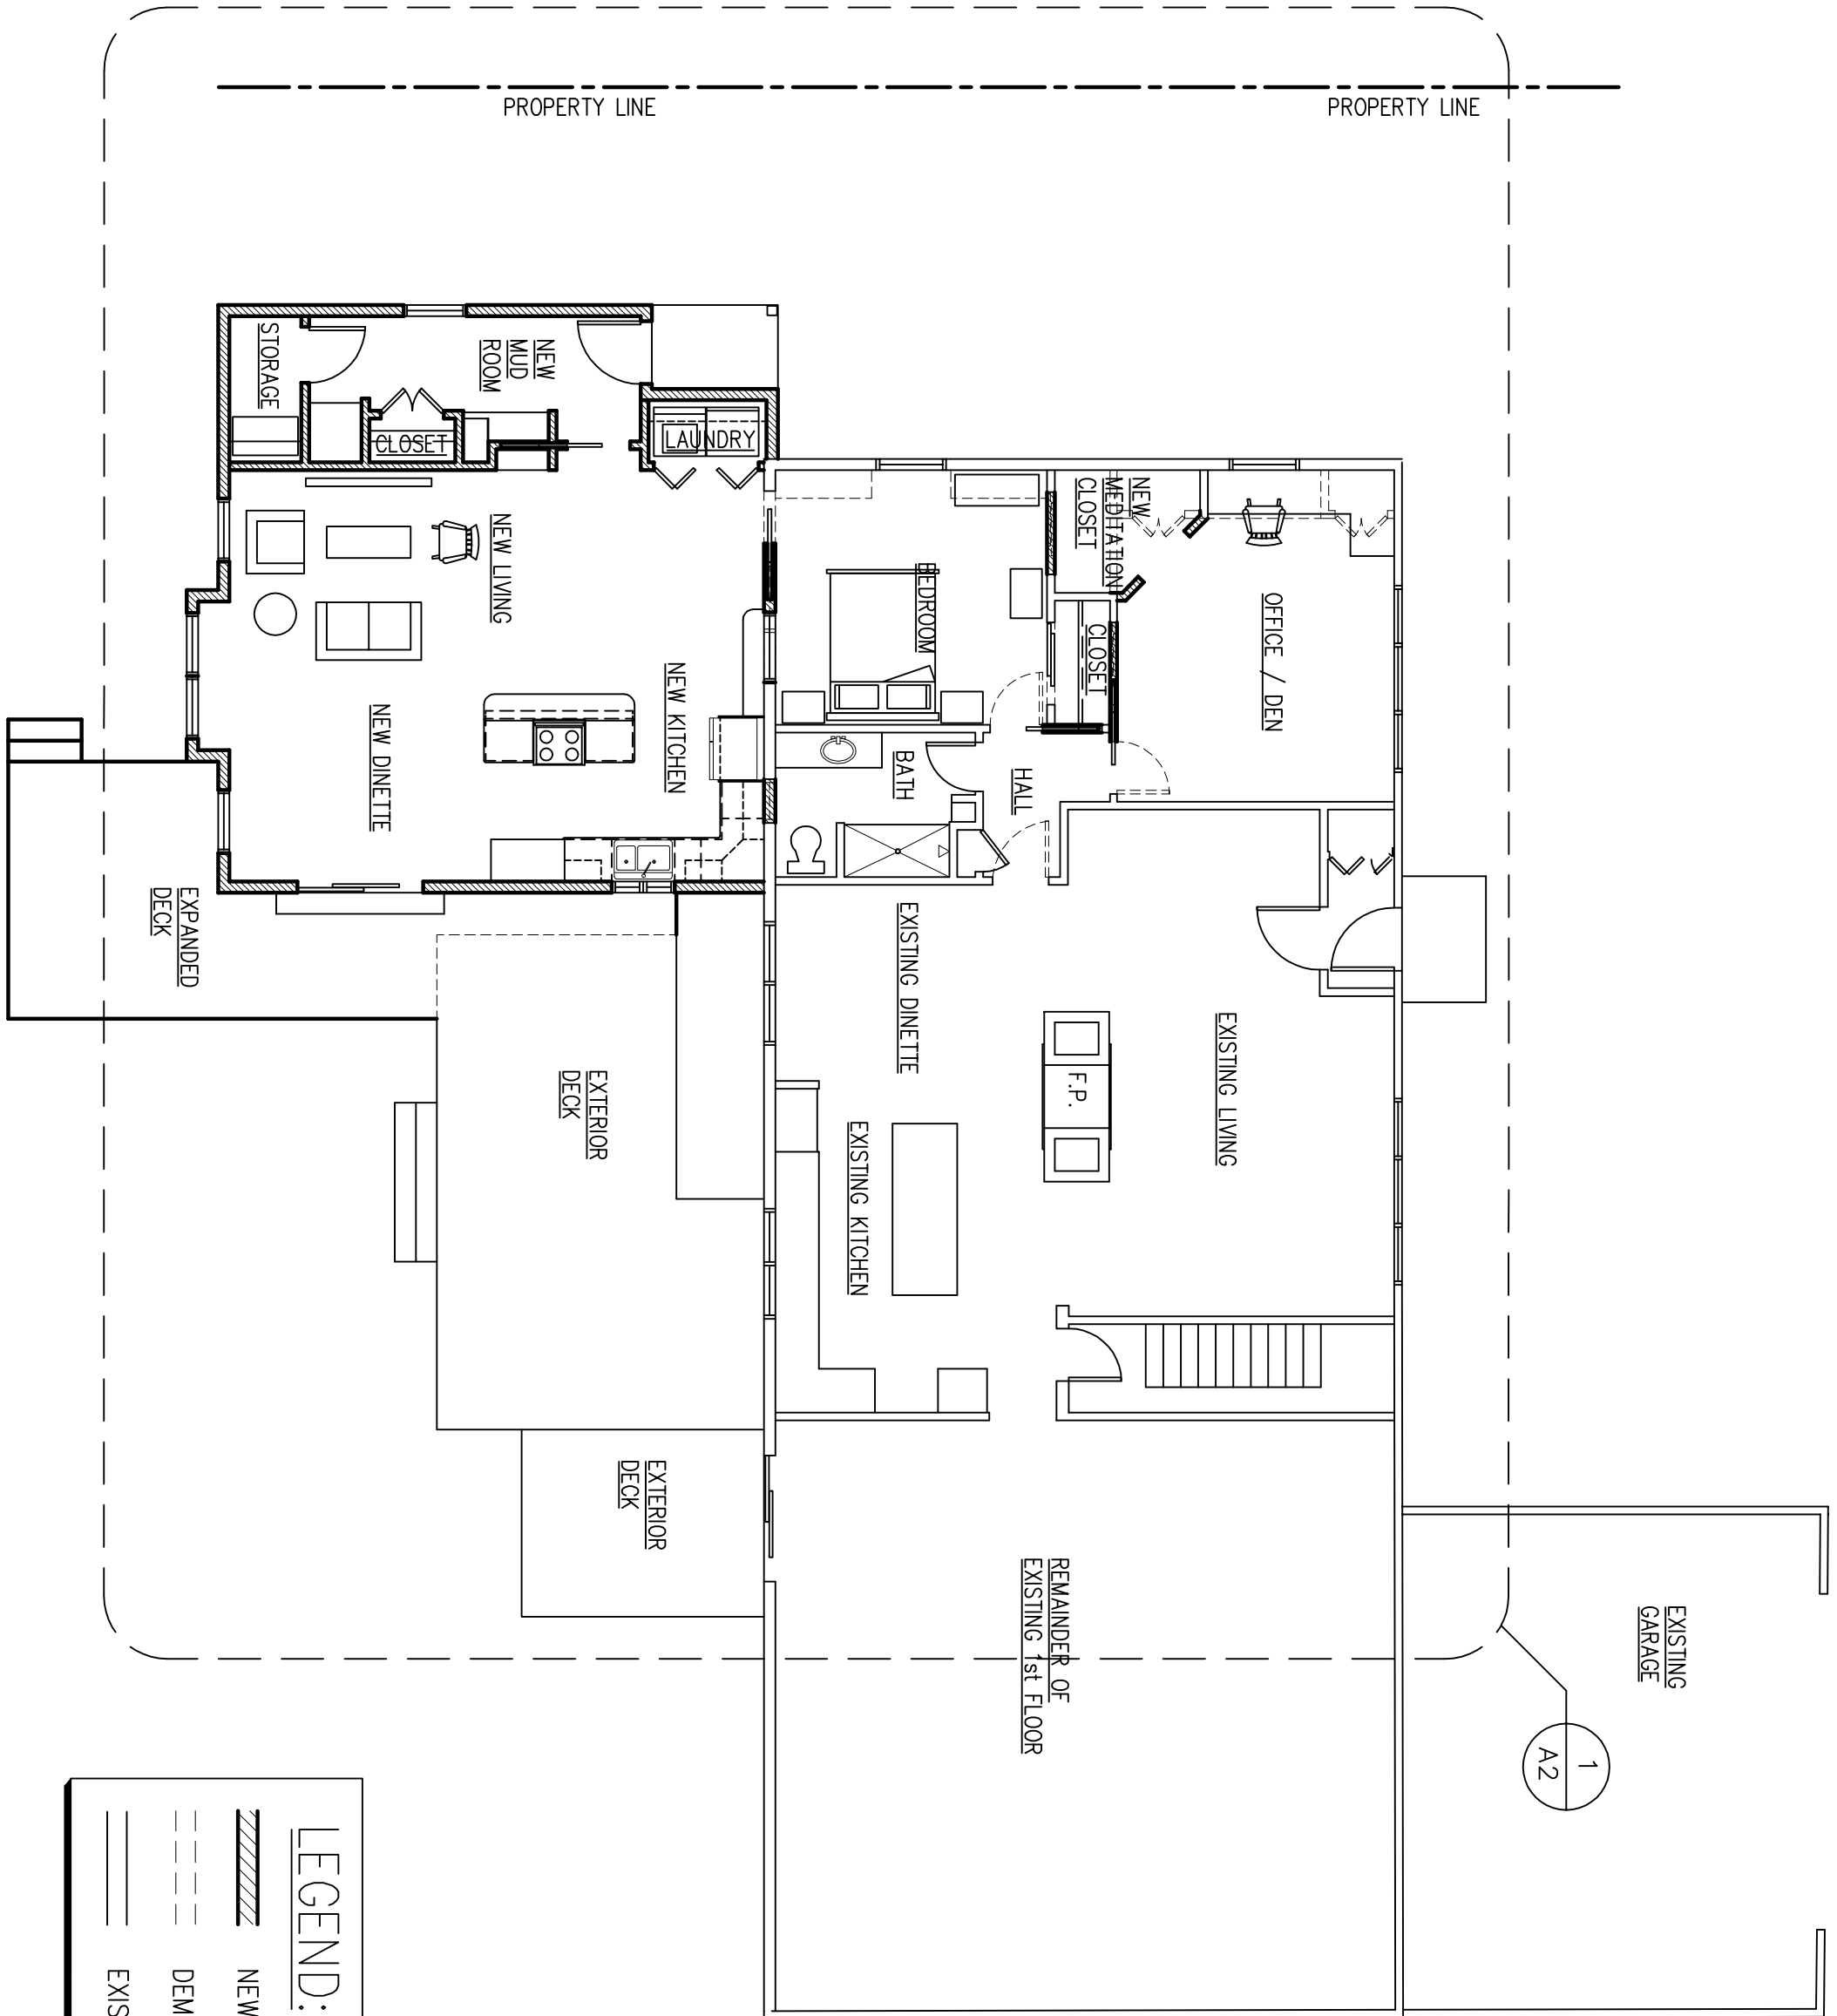 PROPERTY LINE
PROPERTY LINE
STORAGE
NEW
MUD
ROOM
CLOSET
LAUNDRY
NEW
MEDITATION
CLOSET
NEW LIVING
BEDROOM
CLOSET
OFFICE / DEN
NEW KITCHEN
NEW DINETTE
BATH
HALL
EXPANDED
DECK
EXISTING DINETTE
EXISTING LIVING
F.P.
EXTERIOR
DECK
EXISTING KITCHEN
EXTERIOR
DECK
REMAINDER OF
EXISTING 1st FLOOR
EXISTING
GARAGE
1
A2
LEGEND:
NEW
DEM
EXIS